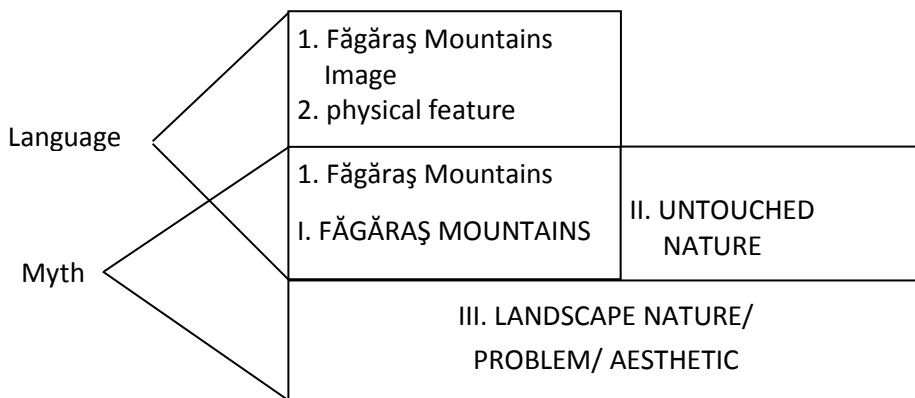 1. Făgăraş Mountains
Image
2. physical feature
Language
1. Făgăraş Mountains
I. FĂGĂRAŞ MOUNTAINS
II. UNTOUCHED
NATURE
Myth
III. LANDSCAPE NATURE/
PROBLEM/ AESTHETIC